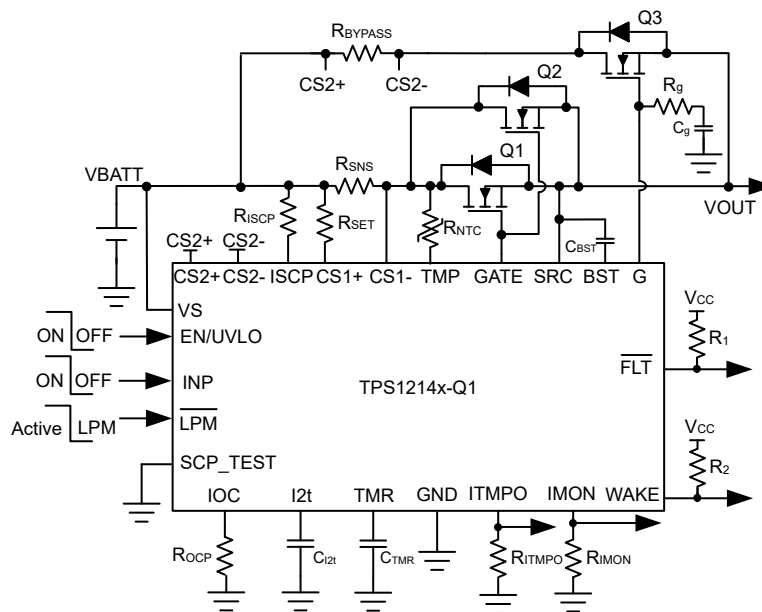 Q3
RBYPASS
CS2+ CS2-
Q2
Rg
Cg
Q1
VBATT
RSNS
VOUT
RISCP
RSET
RNTC
CBST
CS2+ CS2-
CS2+ CS2- ISCP CS1+ CS1- TMP GATE SRC BST G
VS
ON OFF EN/UVLO
ON OFF INP
Active LPM LPM
SCP_TEST
TPS1214x-Q1
VCC
R1
FLT
VCC
R2
IOC I2t TMR GND ITMPO IMON WAKE
ROCP
CI2t
CTMR
RITMPO
RIMON